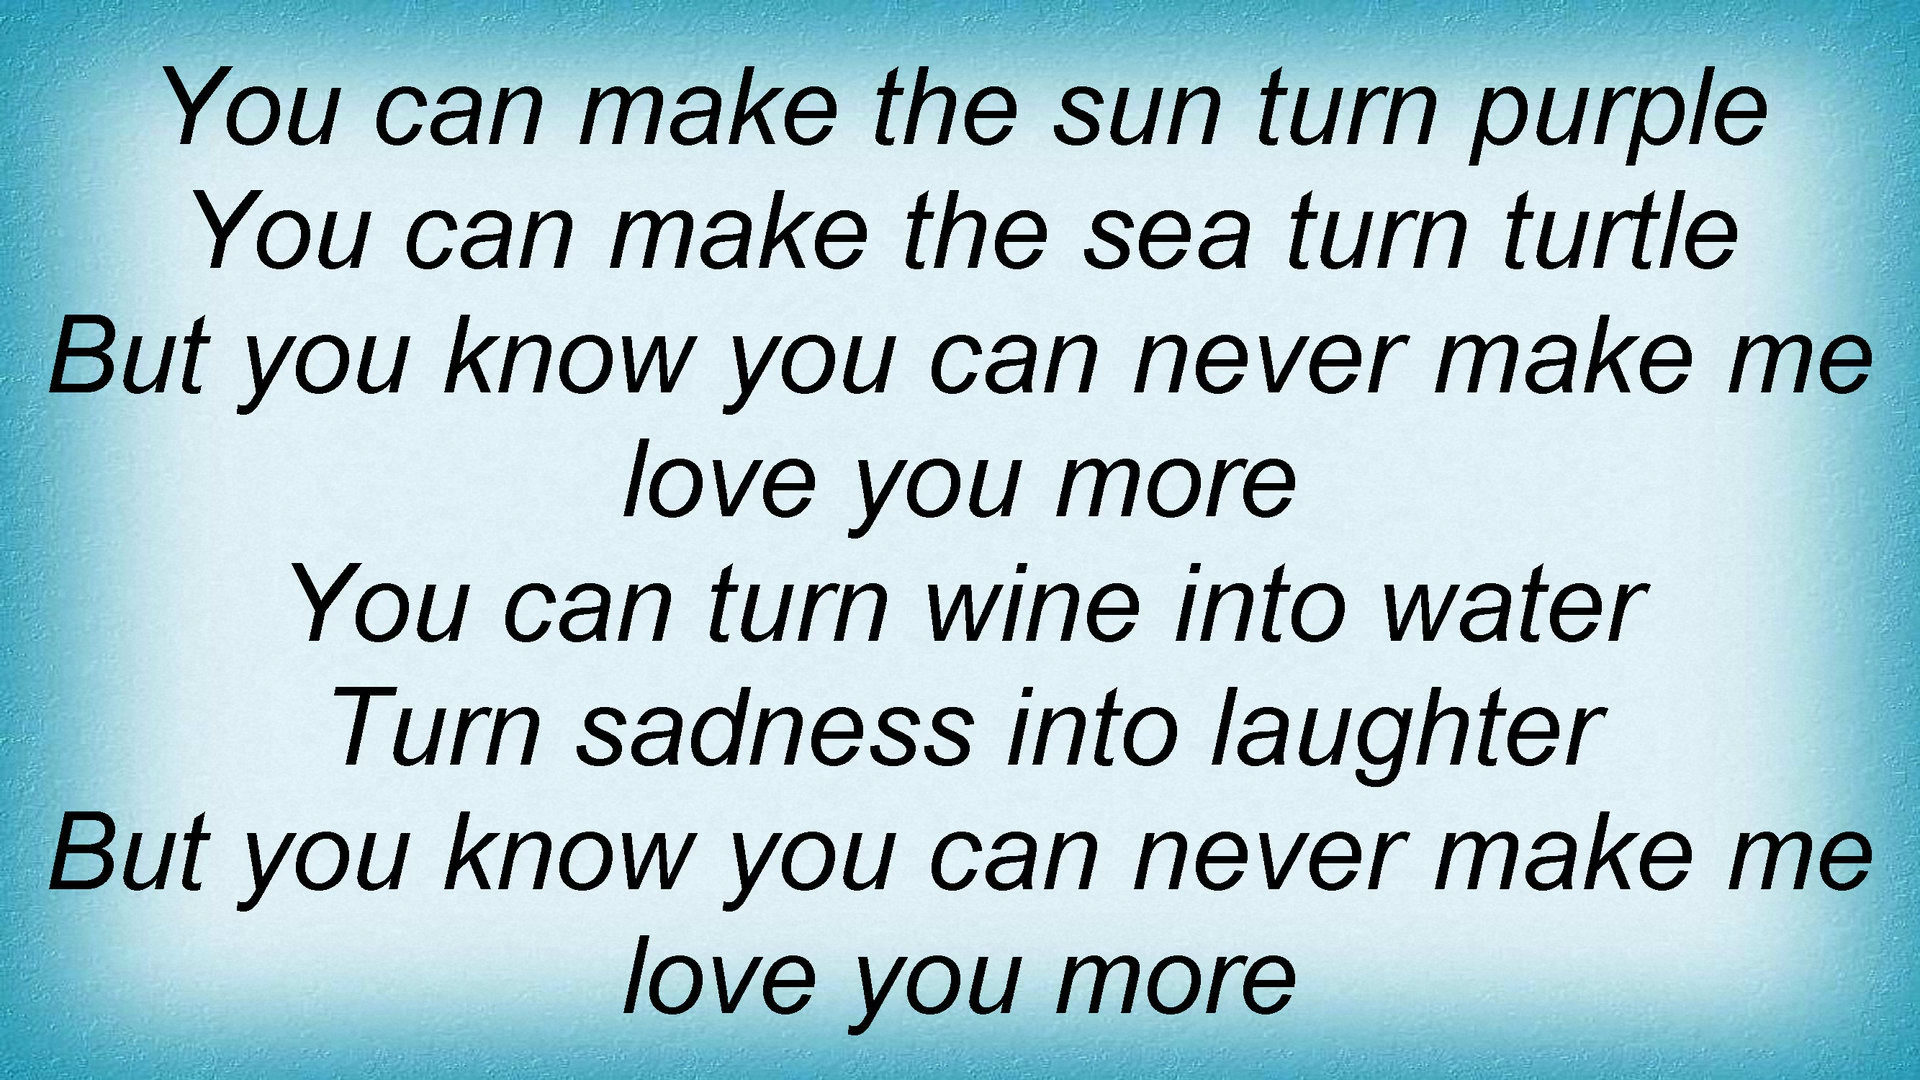 You can make the sun turn purple
You can make the sea turn turtle
But you know you can never make me
love you more
You can turn wine into water
Turn sadness into laughter
But you know you can never make me
love you more